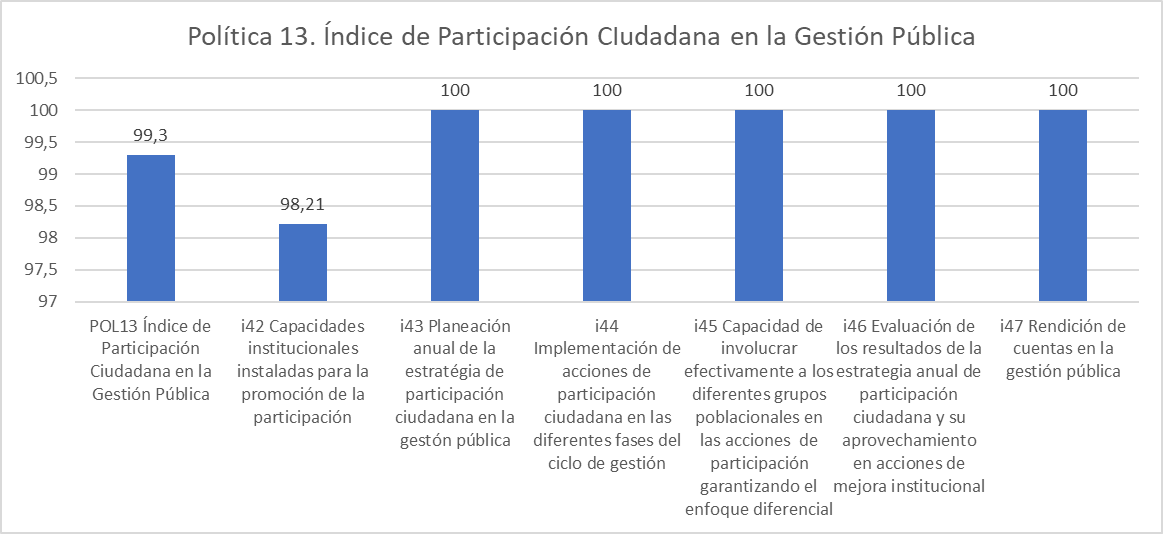 Política 13. Índice de Participación CIudadana en la Gestión Pública
100,5
100
99,5
99
98,5
98
97,5
97
99,3
98,21
100
100
100
100
100
POL13 Índice de
Participación
Ciudadana en la
Gestión Pública
i42 Capacidades
institucionales
instaladas para la
promoción de la
participación
i43 Planeación
anual de la
estratégia de
participación
ciudadana en la
gestón pública
i44
Implementación de
acciones de
participación
ciudadana en las
diferentes fases del
ciclo de gestión
i45 Capacidad de
involucrar
efectivamente a los
diferentes grupos
poblacionales en
las acciones  de
participación
garantizando el
enfoque diferencial
i46 Evaluación de
los resultados de la
estrategia anual de
participación
ciudadana y su
aprovechamiento
en acciones de
mejora institucional
i47 Rendición de
cuentas en la
gestión pública